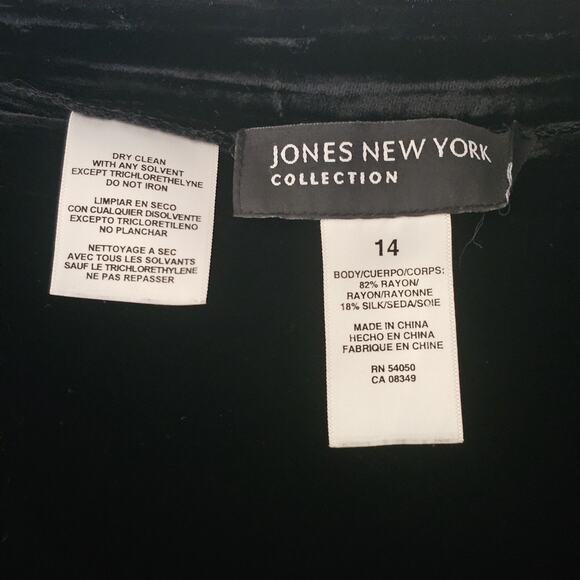 DRY CLEAN
WITH ANY SOLVENT
EXCEPT TRICHLORETHELYNE
DO NOT IRON
LIMPIAR EN SECO
CON CUALQUIER DISOLVENTE
EXCEPTO TRICLORETILENO
NO PLANCHAR
NETTOYAGE A SEC
AVEC TOUS LES SOLVANTS
SAUF LE TRICHLORETHYLENE
NE PAS REPASSER
JONES NEW YORK
COLLECTION
14
BODY/CUERPO/CORPS:
82% RAYON/
RAYON/RAYONNE
18% SILK/SEDA/SOIE
MADE IN CHINA
HECHO EN CHINA
FABRIQUE EN CHINE
RN 54050
CA 08349